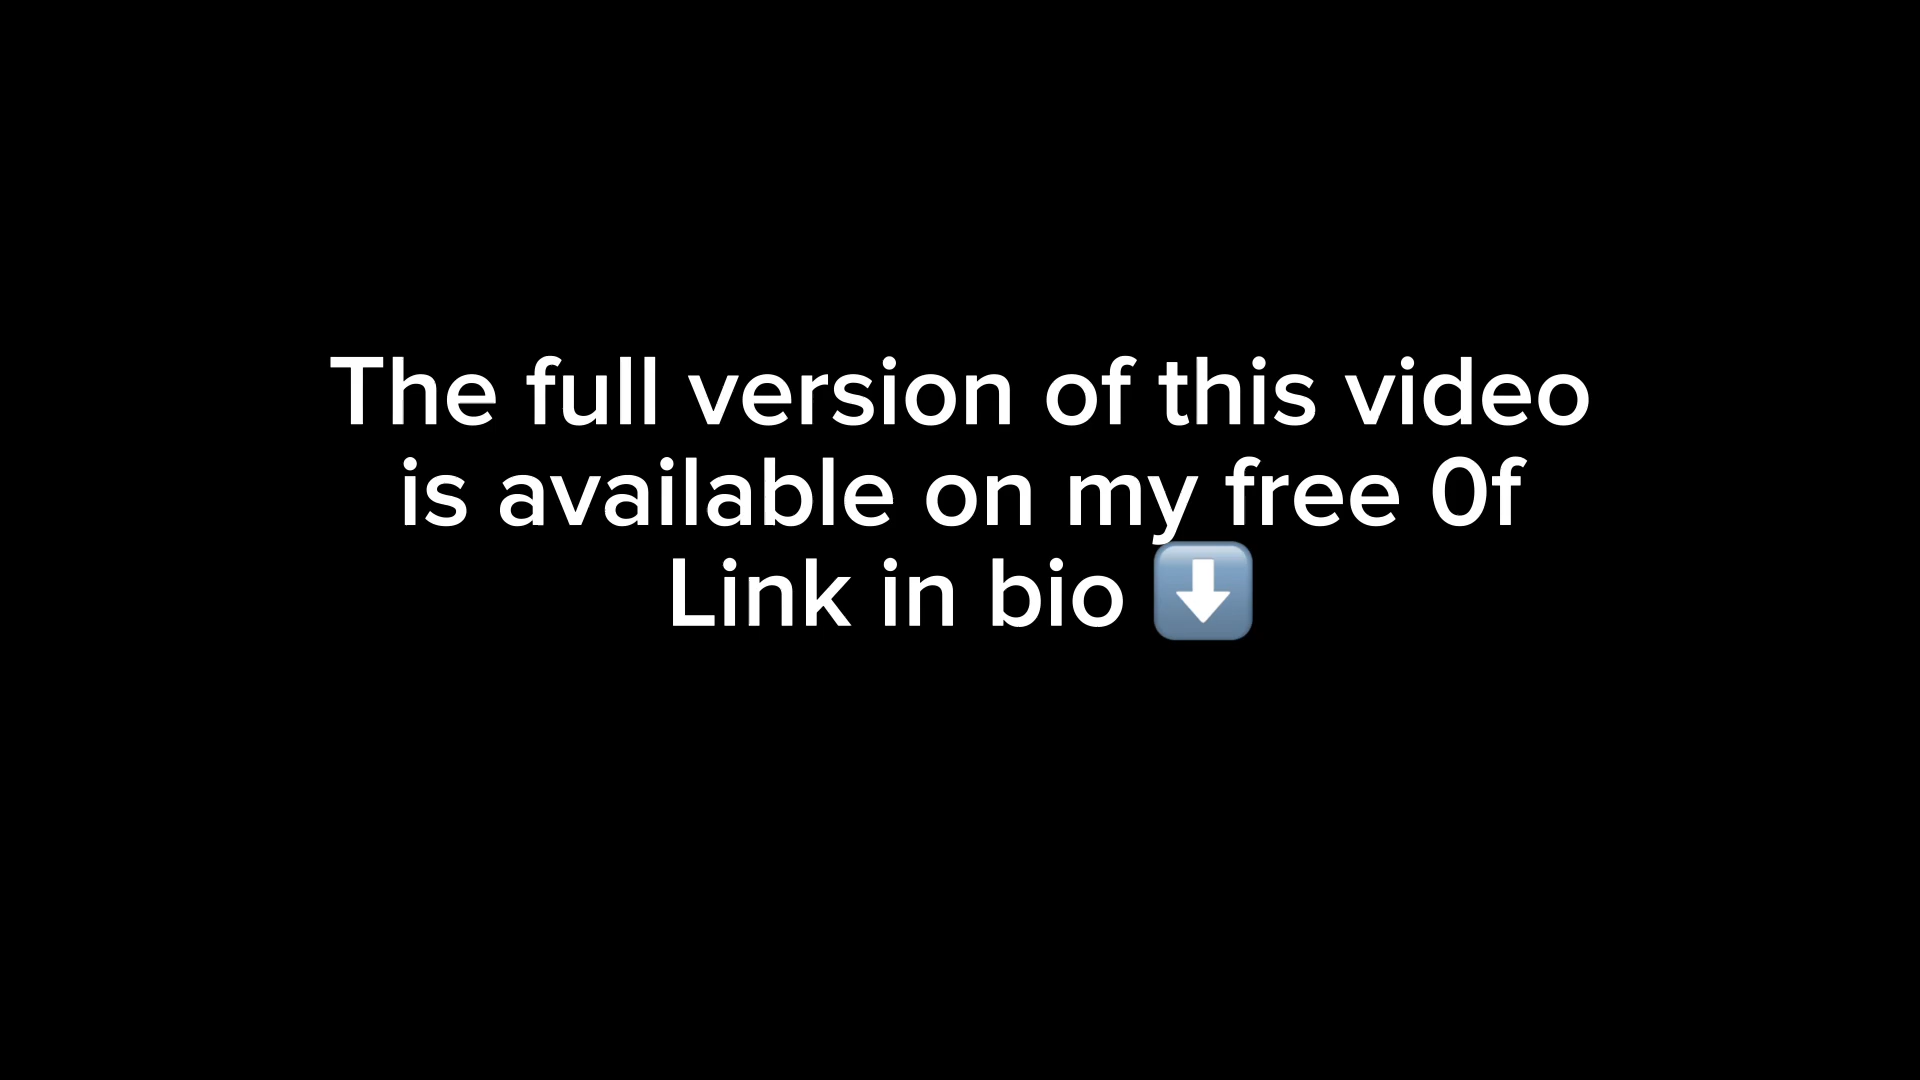 The full version of this video
is available on my free 0f
Link in bio ⬇️